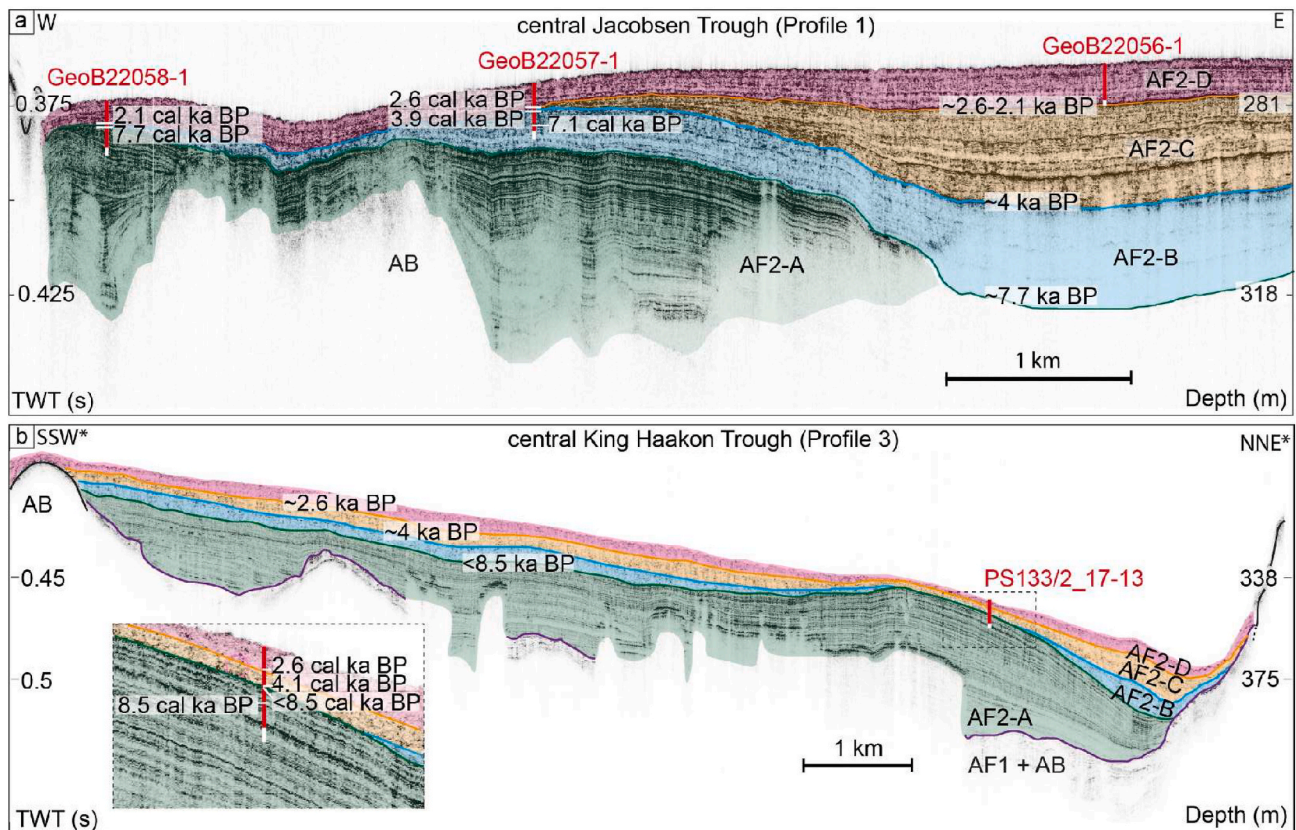 a W central Jacobsen Trough (Profile 1) E
GeoB22058-1
GeoB22057-1
GeoB22056-1
AF2-D
0.375
2.1 cal ka BP
7.7 cal ka BP
2.6 cal ka BP
3.9 cal ka BP
7.1 cal ka BP
~2.6-2.1 ka BP
281
AF2-C
~4 ka BP
AB
AF2-A
AF2-B
0.425
~7.7 ka BP
318
1 km
TWT (s)
Depth (m)
b SSW* central King Haakon Trough (Profile 3) NNE*
AB
~2.6 ka BP
~4 ka BP
<8.5 ka BP
0.45
PS133/2_17-13
338
2.6 cal ka BP
4.1 cal ka BP
8.5 cal ka BP
<8.5 cal ka BP
AF2-D
AF2-C
AF2-B
0.5
375
AF2-A
1 km
AF1 + AB
TWT (s)
Depth (m)